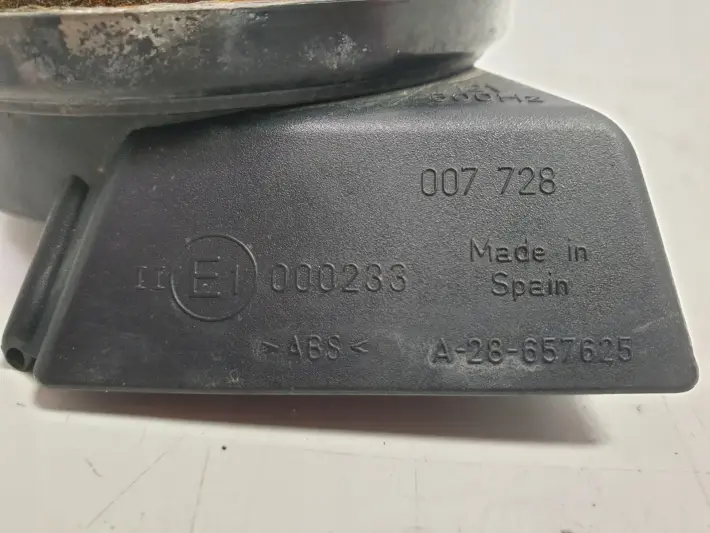 007 728
II E1 000233
Made in
Spain
>ABS<
A-28-657625